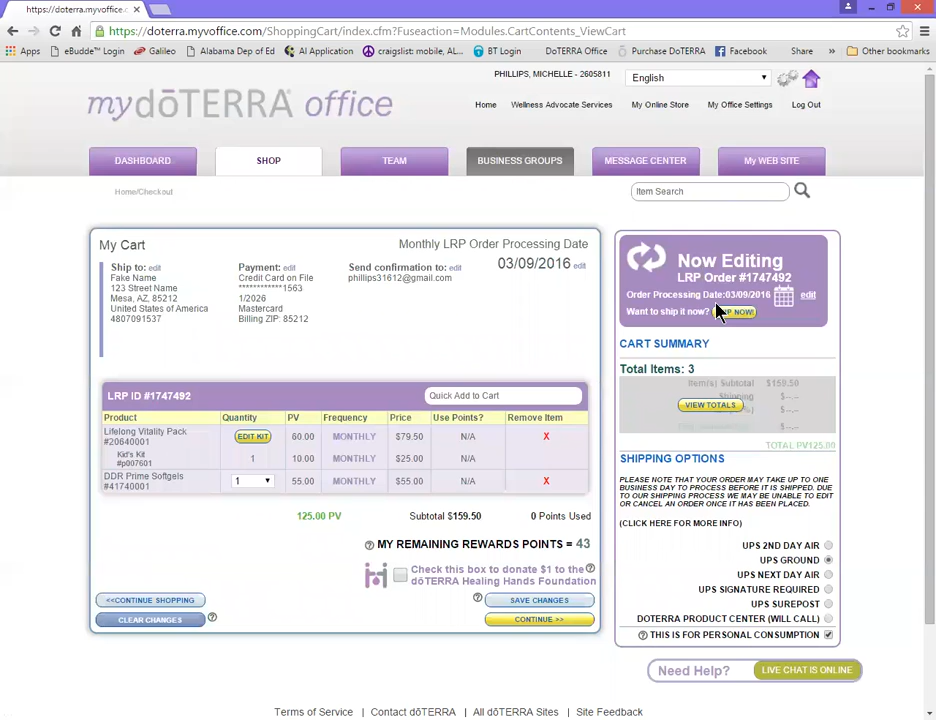 https://doterra.myvoffice.co
https://doterra.myvoffice.com/ShoppingCart/index.cfm?Fuseaction=Modules.CartContents_ViewCart
Apps eBudde™ Login Galileo Alabama Dep of Ed AI Application craigslist: mobile, AL... BT Login DoTERRA Office Purchase DoTERRA Facebook Share » Other bookmarks
PHILLIPS, MICHELLE - 2605811 English
mydōTERRA office
Home Wellness Advocate Services My Online Store My Office Settings Log Out
DASHBOARD SHOP TEAM BUSINESS GROUPS MESSAGE CENTER My WEB SITE
Home/Checkout
Item Search
My Cart
Monthly LRP Order Processing Date
03/09/2016 edit
Ship to: edit
Fake Name
123 Street Name
Mesa, AZ, 85212
United States of America
4807091537
Payment: edit
Credit Card on File
************1563
1/2026
Mastercard
Billing ZIP: 85212
Send confirmation to: edit
phillips31612@gmail.com
LRP ID #1747492
Quick Add to Cart
Product Quantity PV Frequency Price Use Points? Remove Item
Lifelong Vitality Pack
#20640001
EDIT KIT 60.00 MONTHLY $79.50 N/A X
Kid's Kit
#p007601
1 10.00 MONTHLY $25.00 N/A
DDR Prime Softgels
#41740001
1 55.00 MONTHLY $55.00 N/A X
125.00 PV Subtotal $159.50 0 Points Used
MY REMAINING REWARDS POINTS = 43
Check this box to donate $1 to the
dōTERRA Healing Hands Foundation
<<CONTINUE SHOPPING
SAVE CHANGES
CLEAR CHANGES
CONTINUE >>
Now Editing
LRP Order #1747492
Order Processing Date:03/09/2016 edit
Want to ship it now? NOW!
CART SUMMARY
Total Items: 3
Item(s) Subtotal $159.50
Shipping $--.--
VIEW TOTALS
$--.--
TOTAL PV125.00
SHIPPING OPTIONS
PLEASE NOTE THAT YOUR ORDER MAY TAKE UP TO ONE
BUSINESS DAY TO PROCESS BEFORE IT IS SHIPPED. DUE
TO OUR SHIPPING PROCESS WE MAY BE UNABLE TO EDIT
OR CANCEL AN ORDER ONCE IT HAS BEEN PLACED.
(CLICK HERE FOR MORE INFO)
UPS 2ND DAY AIR
UPS GROUND
UPS NEXT DAY AIR
UPS SIGNATURE REQUIRED
UPS SUREPOST
DOTERRA PRODUCT CENTER (WILL CALL)
THIS IS FOR PERSONAL CONSUMPTION
Need Help? LIVE CHAT IS ONLINE
Terms of Service | Contact dōTERRA | All dōTERRA Sites | Site Feedback